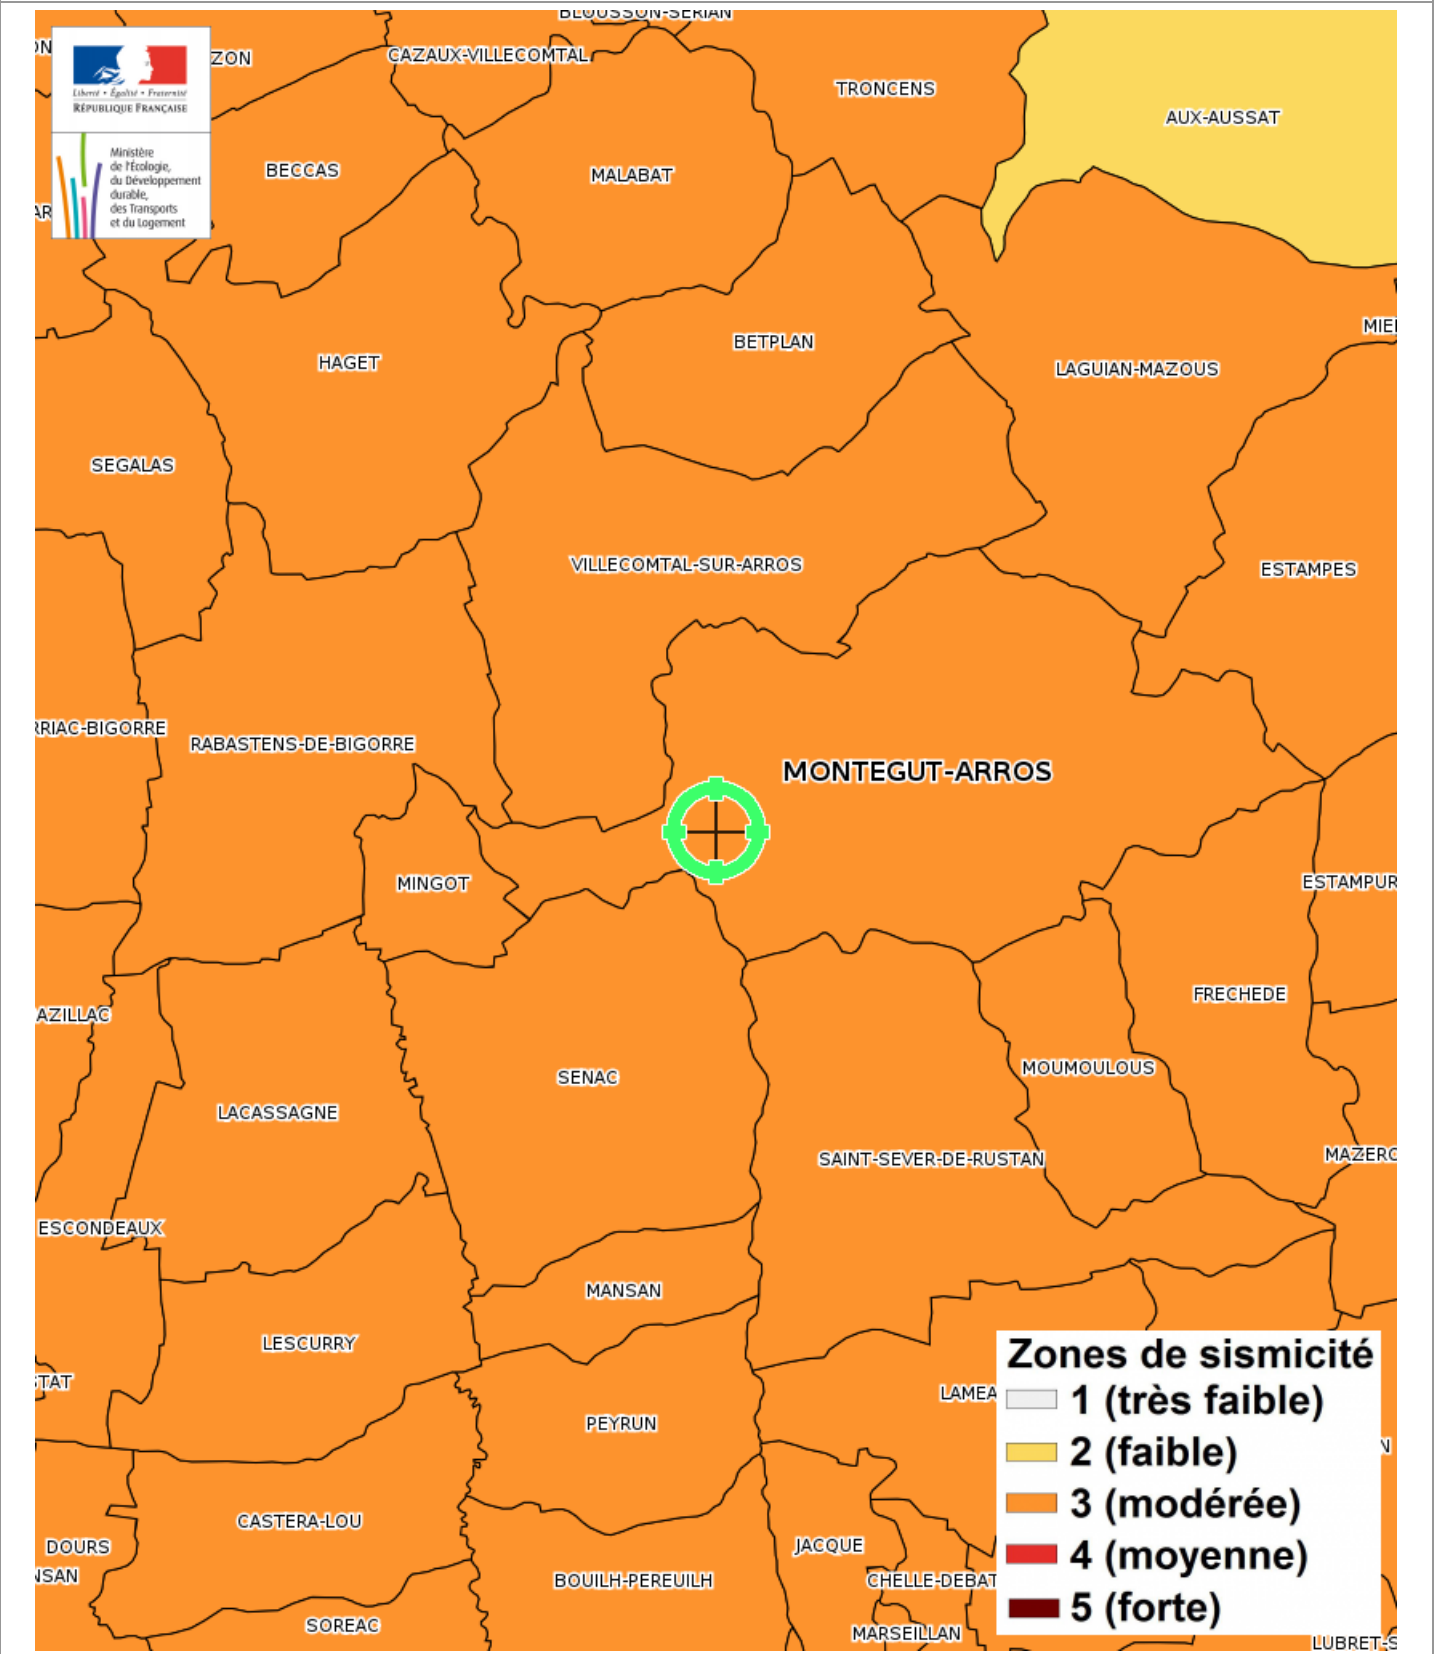 BLOUSSON-SERIAN
ZON
CAZAUX-VILLECOMTAL
TRONCENS
AUX-AUSSAT
Liberté • Égalité • Fraternité
RÉPUBLIQUE FRANÇAISE
Ministère
de l'Écologie,
du Développement
durable,
des Transports
et du Logement
BECCAS
MALABAT
AR
MIE
HAGET
BETPLAN
LAGUIAN-MAZOUS
SEGALAS
VILLECOMTAL-SUR-ARROS
ESTAMPES
RRIAC-BIGORRE
RABASTENS-DE-BIGORRE
MONTEGUT-ARROS
MINGOT
ESTAMPUR
FRECHEDE
AZILLAC
MOUMOULOUS
SENAC
LACASSAGNE
SAINT-SEVER-DE-RUSTAN
MAZERO
ESCONDEAUX
MANSAN
LESCURRY
STAT
LAMEA
PEYRUN
N
CASTERA-LOU
DOURS
NSAN
JACQUE
BOUILH-PEREUILH
CHELLE-DEBAT
SOREAC
MARSEILLAN
LUBRET-S
Zones de sismicité
1 (très faible)
2 (faible)
3 (modérée)
4 (moyenne)
5 (forte)